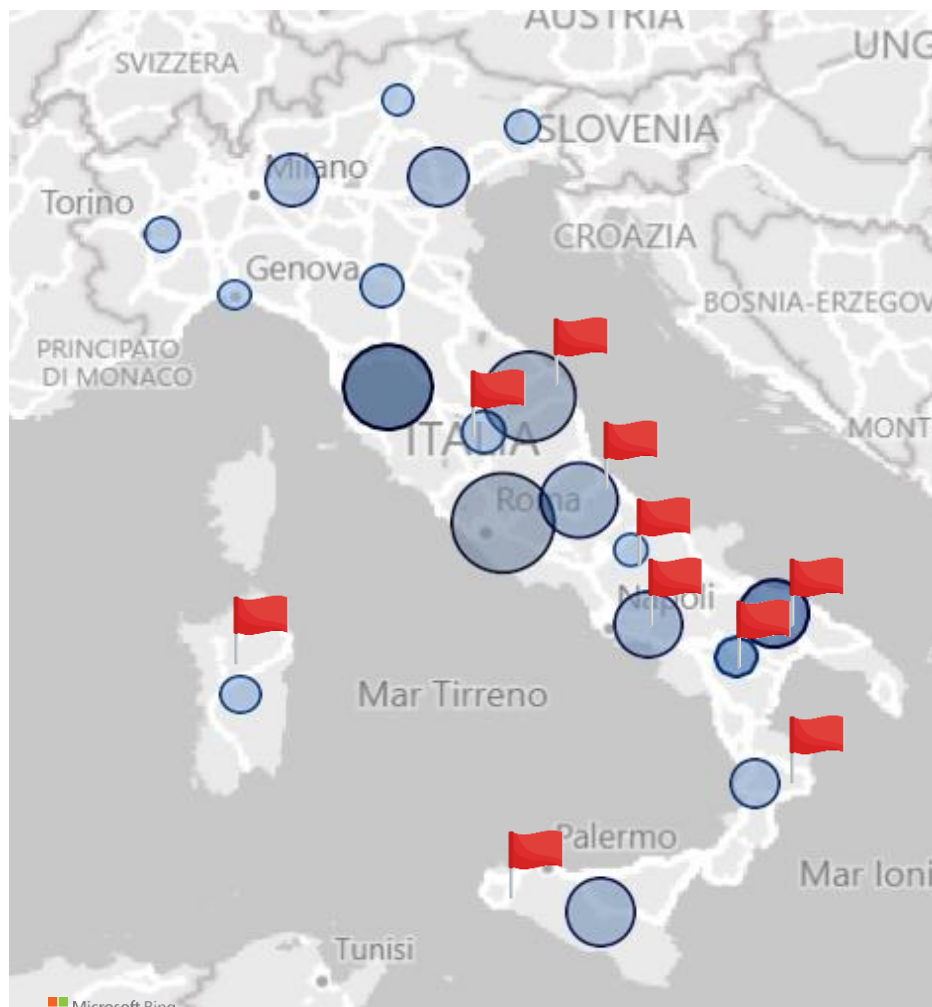 AUSTRIA
UNG
SVIZZERA
SLOVENIA
Milano
Torino
CROAZIA
Genova
BOSNIA-ERZEGOV
PRINCIPATO
DI MONACO
MONT
ITALIA
Roma
Napoli
Mar Tirreno
Palermo
Mar Ioni
Tunisi
Microsoft Bing